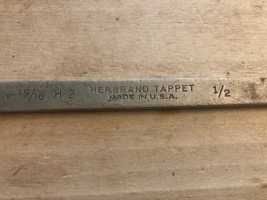 9/16 H-2 HERBRAND TAPPET 1/2
MADE IN U.S.A.